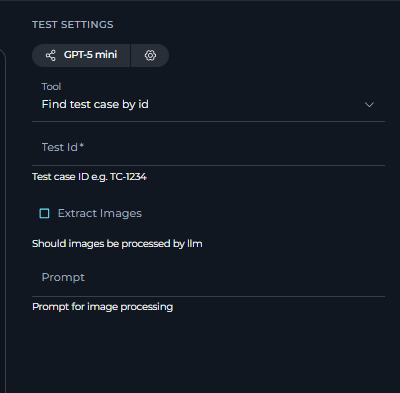 TEST SETTINGS
GPT-5 mini
Tool
Find test case by id
Test Id*
Test case ID e.g. TC-1234
Extract Images
Should images be processed by llm
Prompt
Prompt for image processing